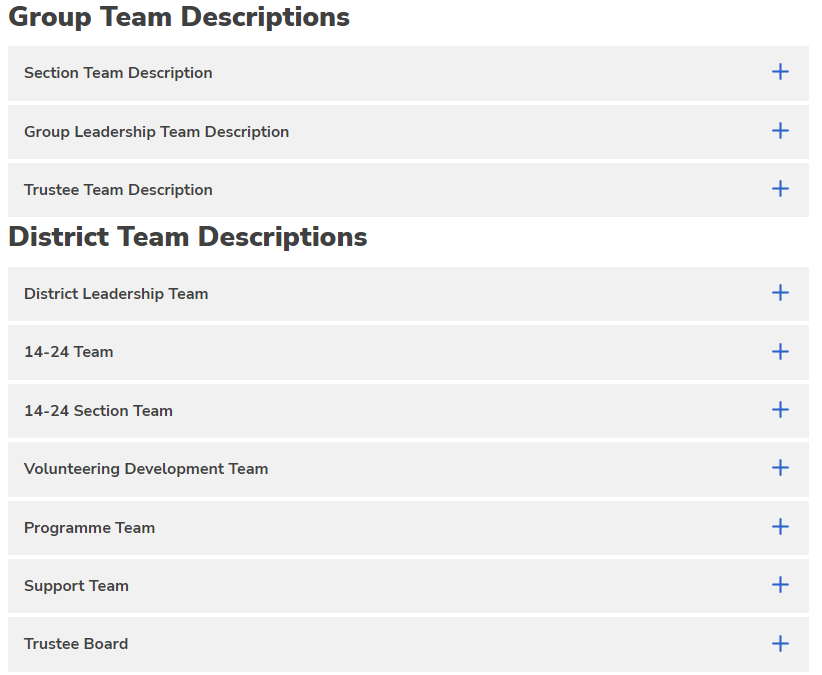 Group Team Descriptions
Section Team Description
Group Leadership Team Description
Trustee Team Description
District Team Descriptions
District Leadership Team
14-24 Team
14-24 Section Team
Volunteering Development Team
Programme Team
Support Team
Trustee Board